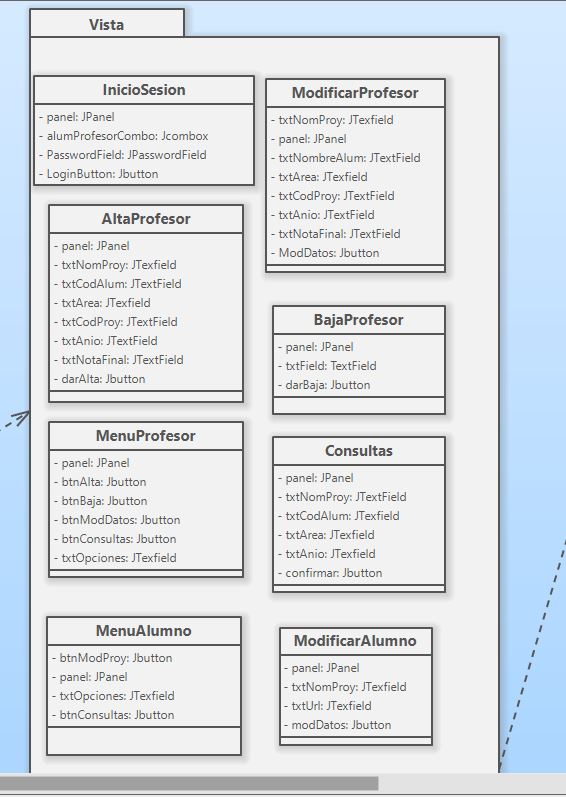 Vista
InicioSesion
- panel: JPanel
- alumProfesorCombo: Jcombox
- PasswordField: JPasswordField
- LoginButton: Jbutton
ModificarProfesor
- txtNomProy: JTexfield
- panel: JPanel
- txtNombreAlum: JTextField
- txtArea: JTexfield
- txtCodProy: JTextField
- txtAnio: JTextField
- txtNotaFinal: JTextField
- ModDatos: Jbutton
AltaProfesor
- panel: JPanel
- txtNomProy: JTexfield
- txtCodAlum: JTextField
- txtArea: JTexfield
- txtCodProy: JTextField
- txtAnio: JTextField
- txtNotaFinal: JTextField
- darAlta: Jbutton
BajaProfesor
- panel: JPanel
- txtField: TextField
- darBaja: Jbutton
MenuProfesor
- panel: JPanel
- btnAlta: Jbutton
- btnBaja: Jbutton
- btnModDatos: Jbutton
- btnConsultas: Jbutton
- txtOpciones: JTexfield
Consultas
- panel: JPanel
- txtNomProy: JTextField
- txtCodAlum: JTexfield
- txtArea: JTexfield
- txtAnio: JTexfield
- confirmar: Jbutton
MenuAlumno
- btnModProy: Jbutton
- panel: JPanel
- txtOpciones: JTexfield
- btnConsultas: Jbutton
ModificarAlumno
- panel: JPanel
- txtNomProy: JTexfield
- txtUrl: JTexfield
- modDatos: Jbutton